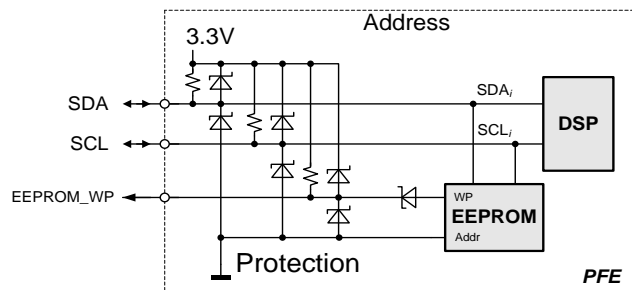 Address
3.3V
SDA
SDAi
DSP
SCL
SCLi
EEPROM_WP
WP
EEPROM
Addr
Protection
PFE